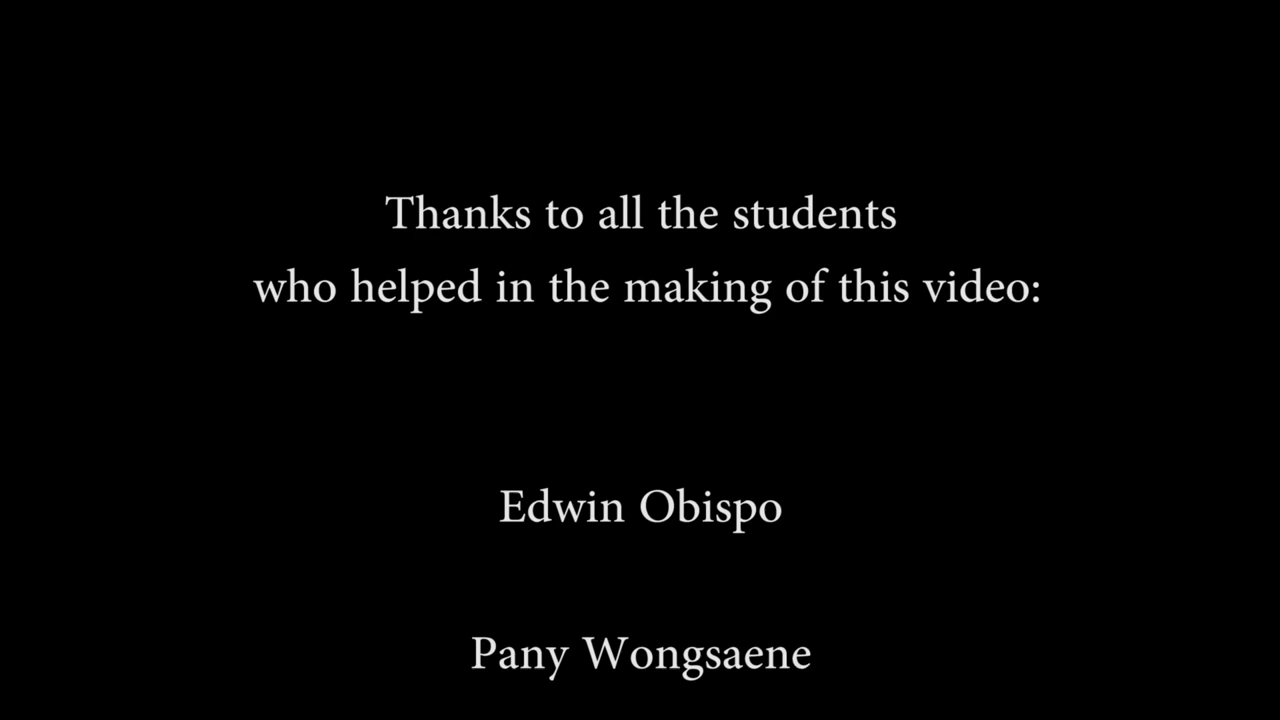 Thanks to all the students
who helped in the making of this video:
Edwin Obispo
Pany Wongsaene